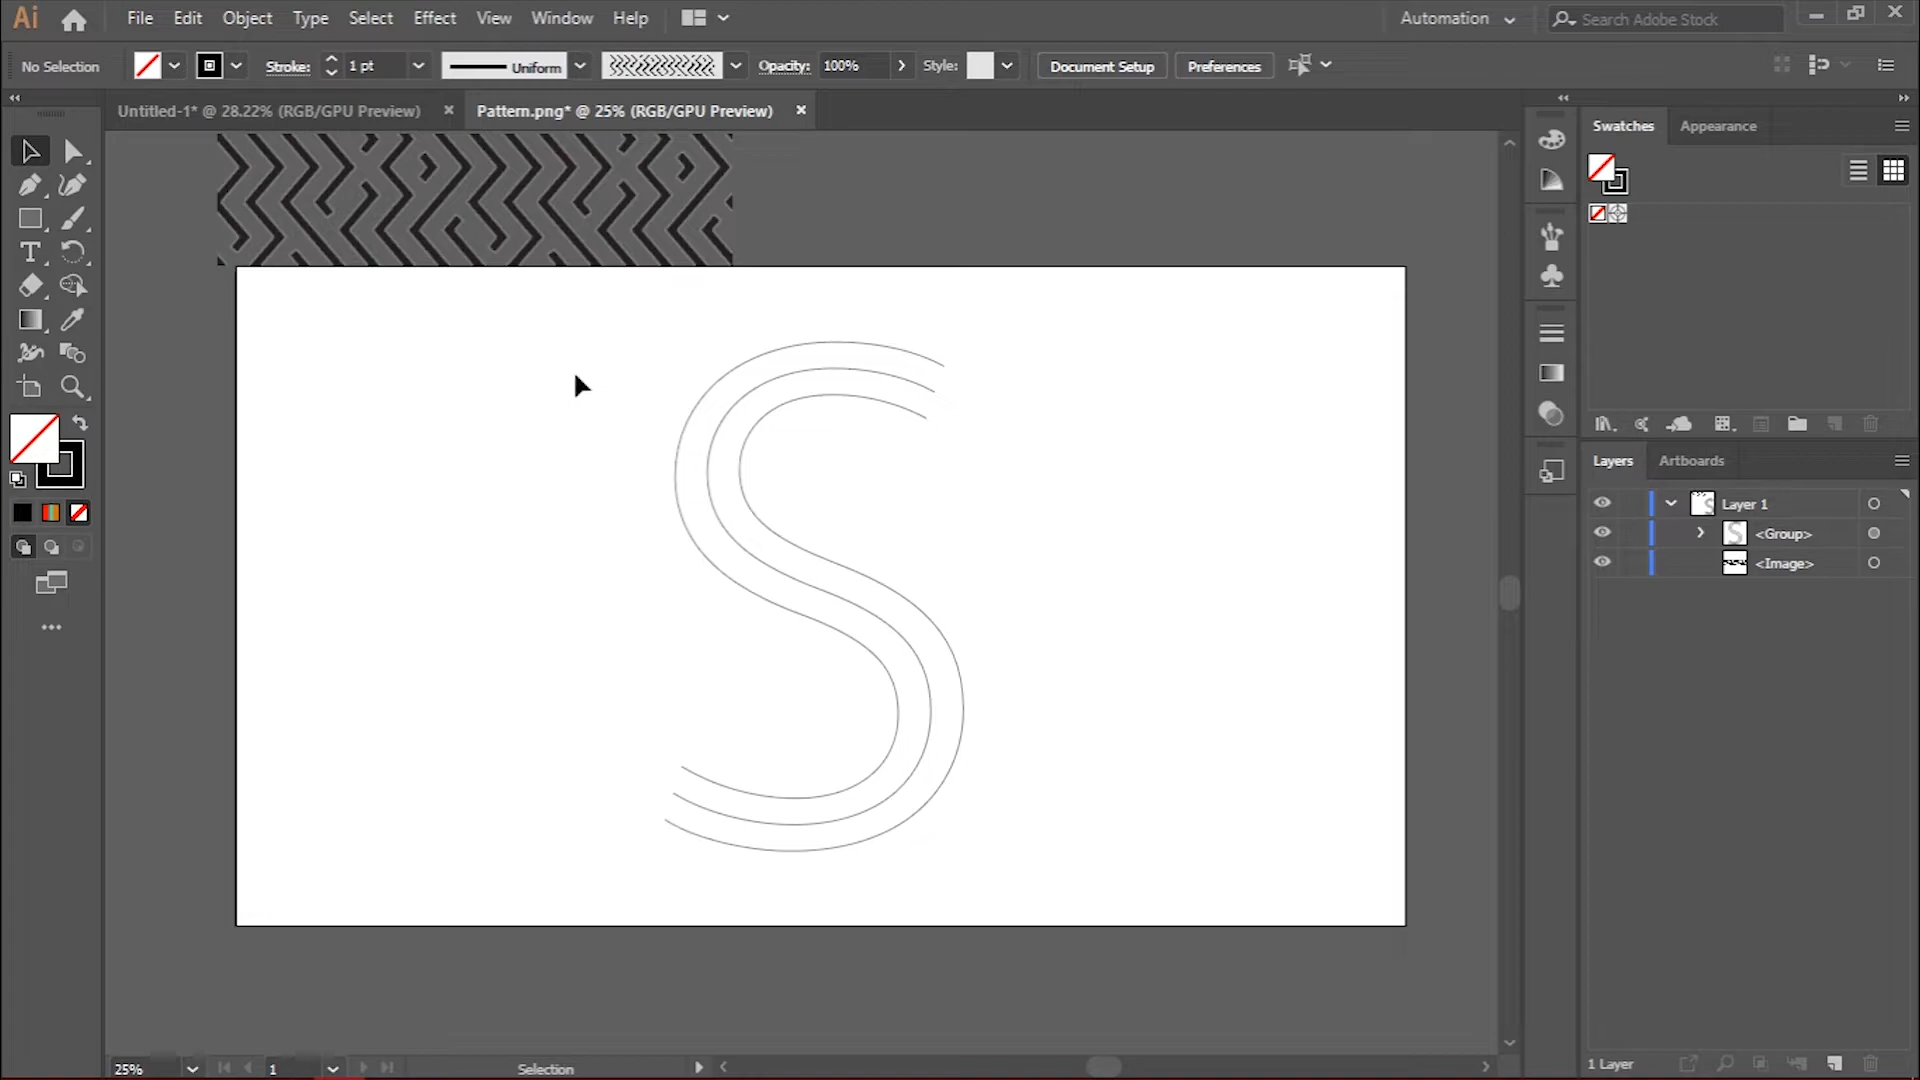 Ai File Edit Object Type Select Effect View Window Help Automation Search Adobe Stock
No Selection Stroke: 1 pt Uniform Opacity: 100% Style: Document Setup Preferences
Untitled-1* @ 28.22% (RGB/GPU Preview) Pattern.png* @ 25% (RGB/GPU Preview)
Swatches Appearance
T
S
Layers Artboards
Layer 1
<Group>
<Image>
25% 1 Selection 1 Layer